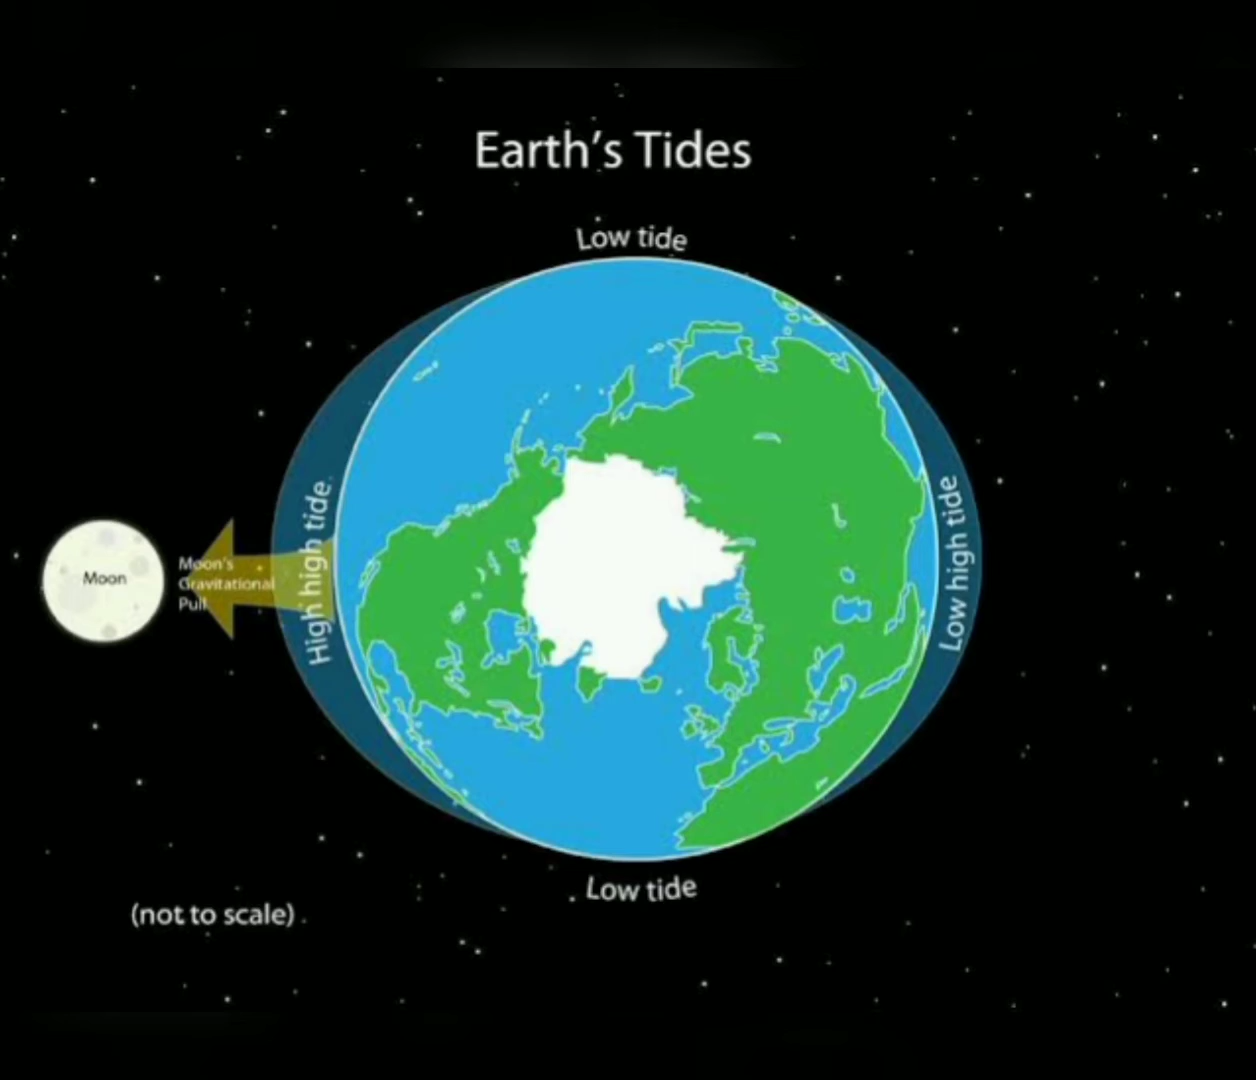 Earth's Tides
Low tide
Moon
Moon's
Gravitational
Pull
High high tide
Low high tide
Low tide
(not to scale)